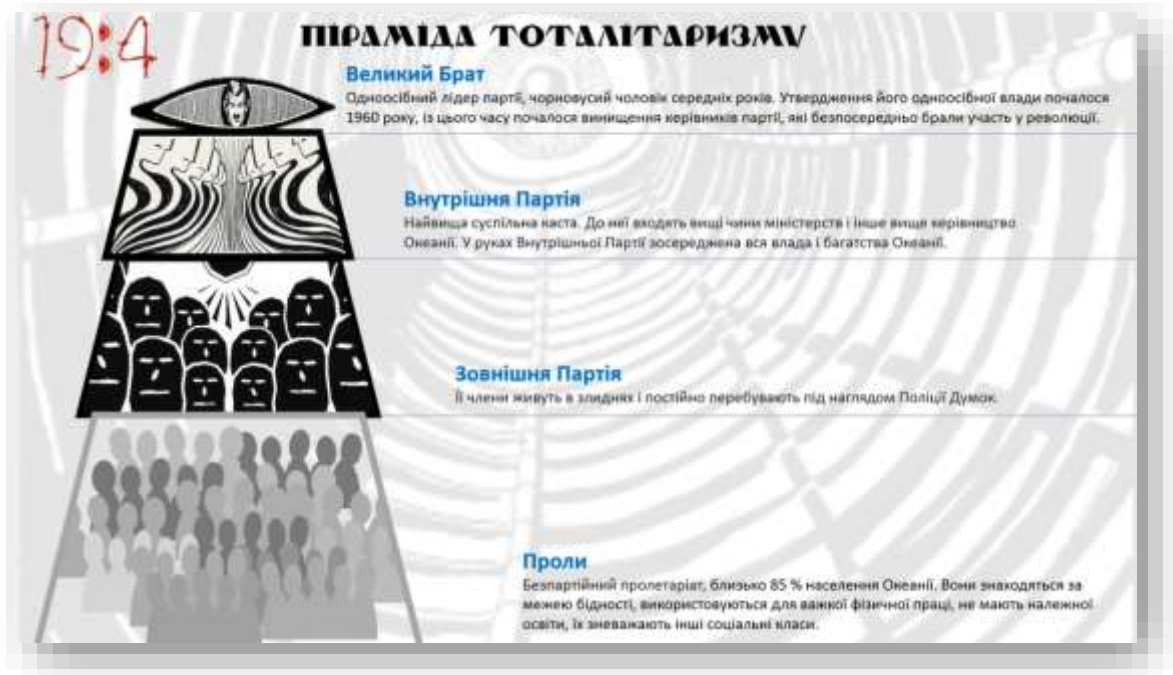 19:4
ПІРАМІДА ТОТАЛІТАРИЗМУ
Великий Брат
Одноосібний лідер партії, чорновусий чоловік середніх років. Утвердження його одноосібної влади почалося
1960 року, із цього часу почалося винищення керівників партії, які безпосередньо брали участь у революції.
Внутрішня Партія
Найвища суспільна каста. До неї входять вищі чини міністерств і інше вище керівництво
Океанії. У руках Внутрішньої Партії зосереджена вся влада і багатства Океанії.
Зовнішня Партія
Її члени живуть в злиднях і постійно перебувають під наглядом Поліції Думок.
Проли
Безпартійний пролетаріат, близько 85 % населення Океанії. Вони знаходяться за
межею бідності, використовуються для важкої фізичної праці, не мають належної
освіти, їх зневажають інші соціальні класи.